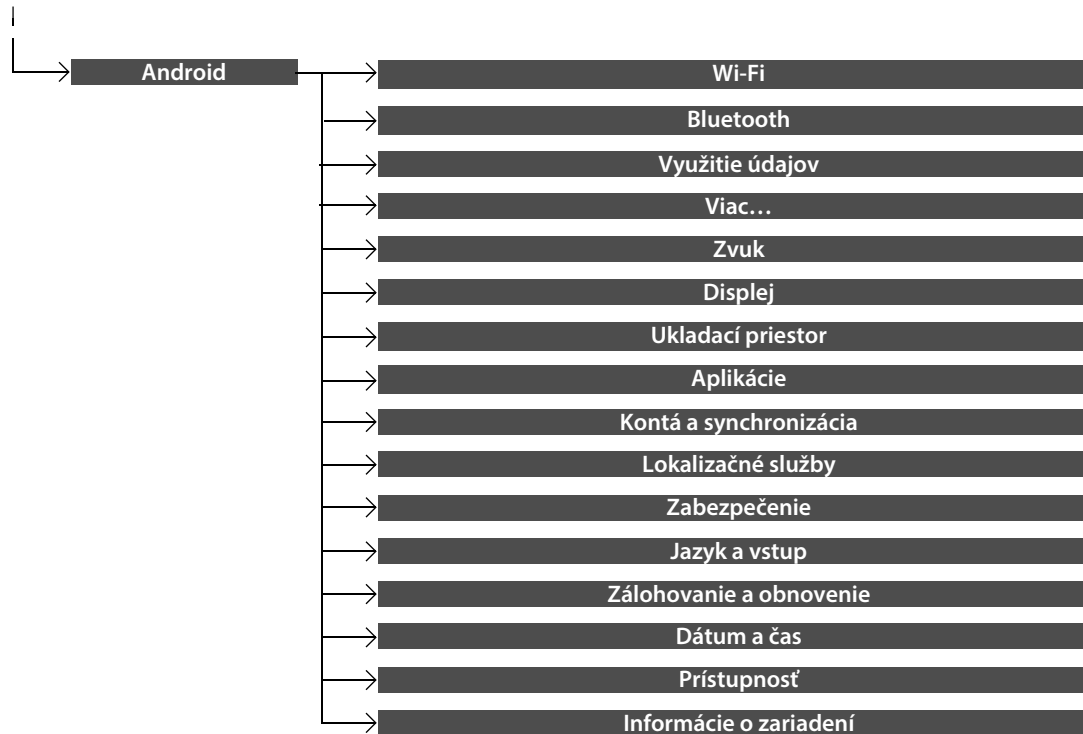 Android
Wi-Fi
Bluetooth
Využitie údajov
Viac…
Zvuk
Displej
Ukladací priestor
Aplikácie
Kontá a synchronizácia
Lokalizačné služby
Zabezpečenie
Jazyk a vstup
Zálohovanie a obnovenie
Dátum a čas
Prístupnosť
Informácie o zariadení